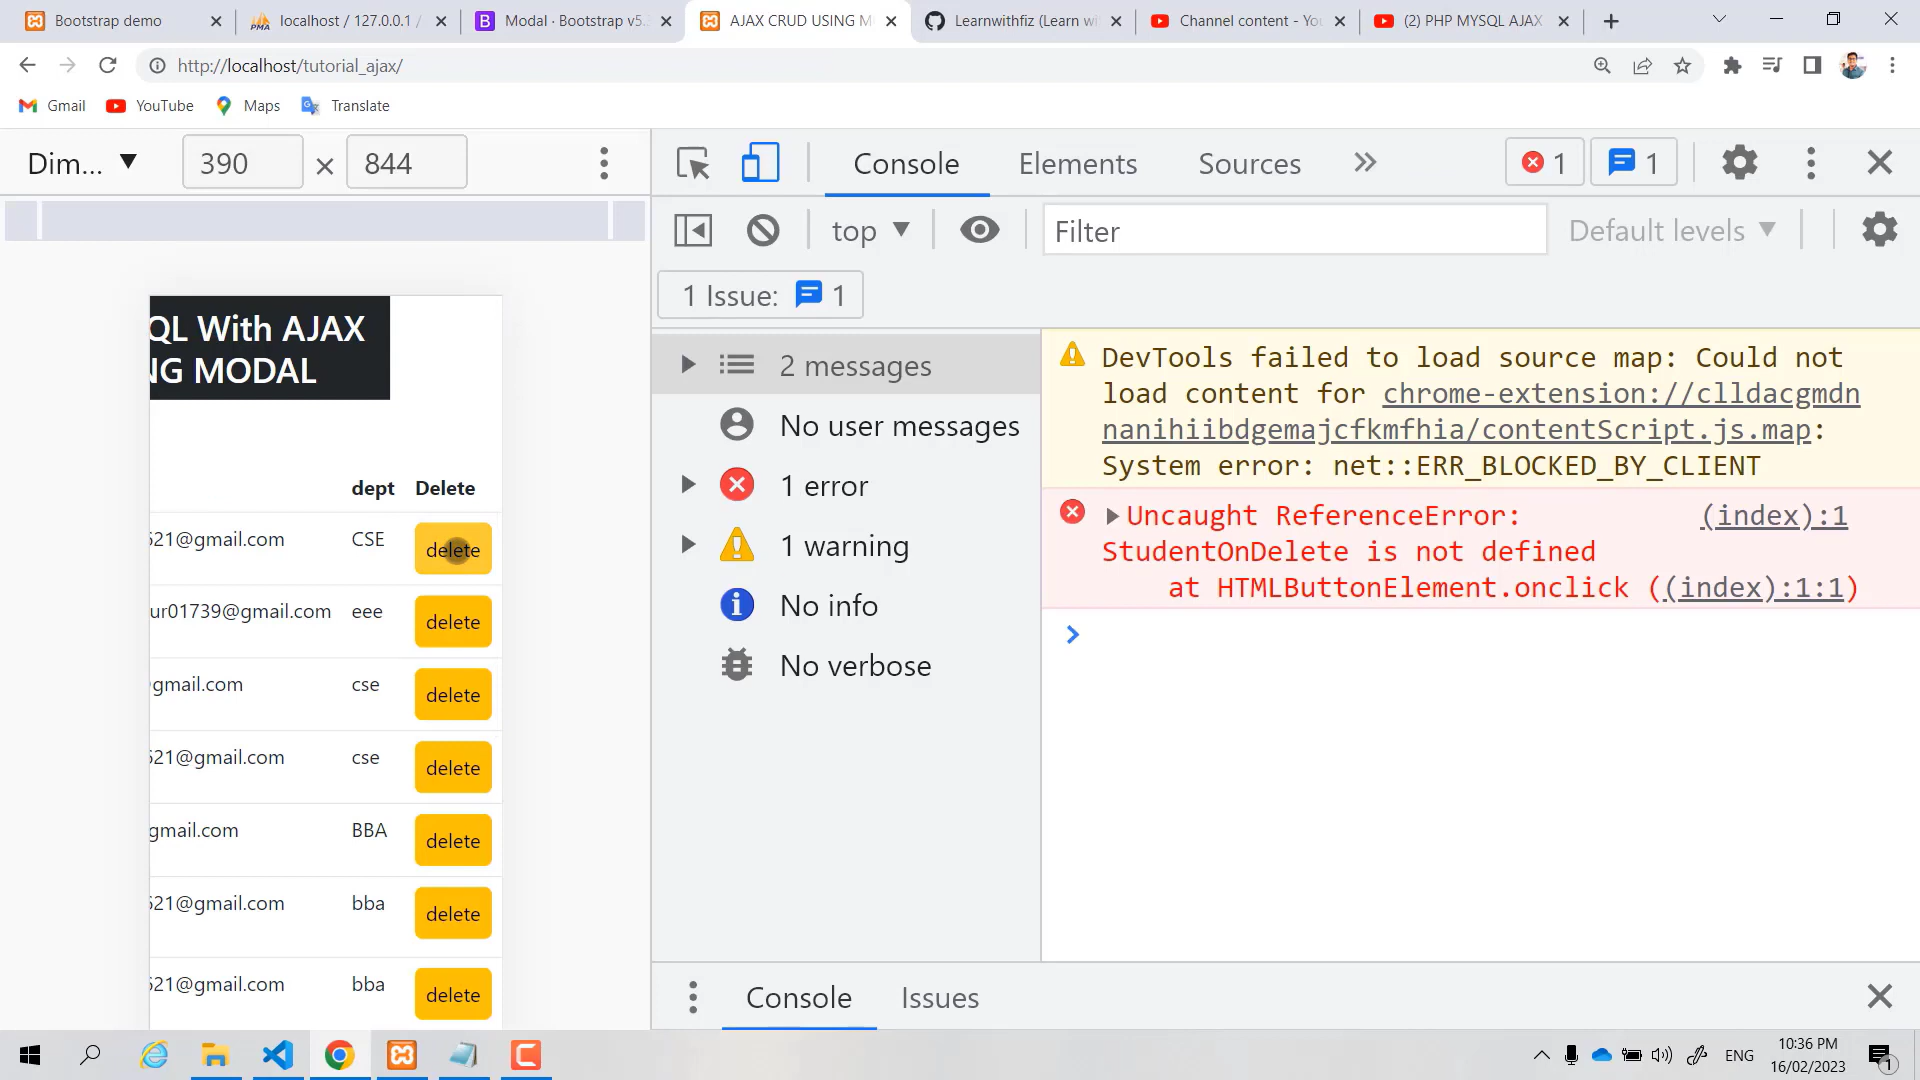 Bootstrap demo
localhost / 127.0.0.1 /
Modal · Bootstrap v5.
AJAX CRUD USING M
Learnwithfiz (Learn wi
Channel content - Yo
(2) PHP MYSQL AJAX
http://localhost/tutorial_ajax/
Gmail
YouTube
Maps
Translate
Dim... ▼
390 × 844
Console
Elements
Sources
1
1
top ▼
Filter
Default levels ▼
1 Issue: 1
QL With AJAX
NG MODAL
dept Delete
521@gmail.com CSE delete
ur01739@gmail.com eee delete
@gmail.com cse delete
521@gmail.com cse delete
gmail.com BBA delete
521@gmail.com bba delete
521@gmail.com bba delete
2 messages
No user messages
1 error
1 warning
No info
No verbose
DevTools failed to load source map: Could not
load content for chrome-extension://clldacgmdn
nanihiibdgemajcfkmfhia/contentScript.js.map:
System error: net::ERR_BLOCKED_BY_CLIENT
Uncaught ReferenceError: (index):1
StudentOnDelete is not defined
at HTMLButtonElement.onclick ((index):1:1)
Console
Issues
ENG
10:36 PM
16/02/2023
1